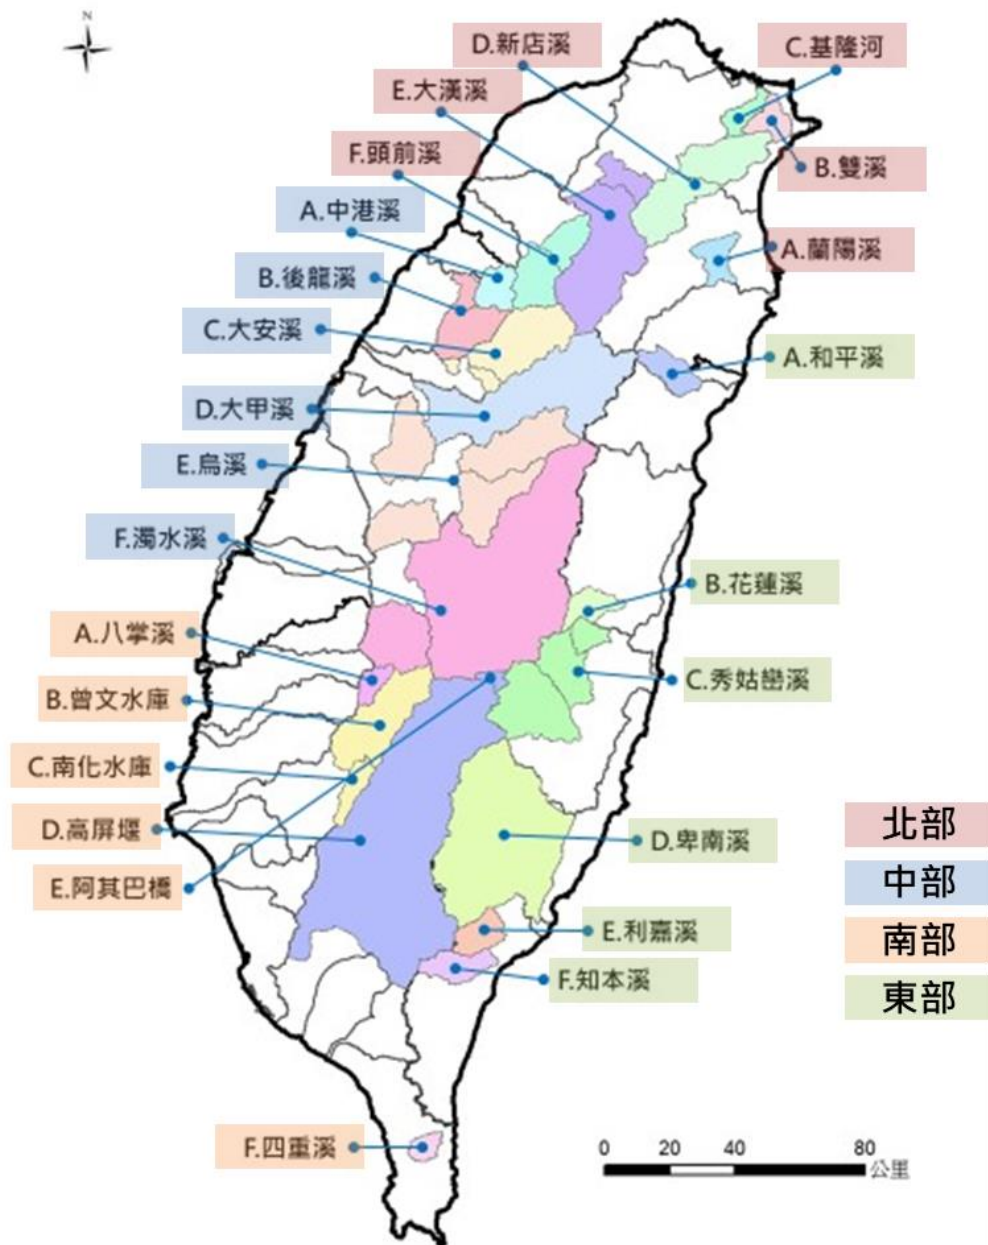 N
D.新店溪
C.基隆河
E.大漢溪
F.頭前溪
B.雙溪
A.中港溪
A.蘭陽溪
B.後龍溪
C.大安溪
A.和平溪
D.大甲溪
E.烏溪
F.濁水溪
B.花蓮溪
A.八掌溪
C.秀姑巒溪
B.曾文水庫
C.南化水庫
D.高屏堰
D.卑南溪
北部
E.阿其巴橋
中部
E.利嘉溪
南部
F.知本溪
東部
F.四重溪
0 20 40 80
公里